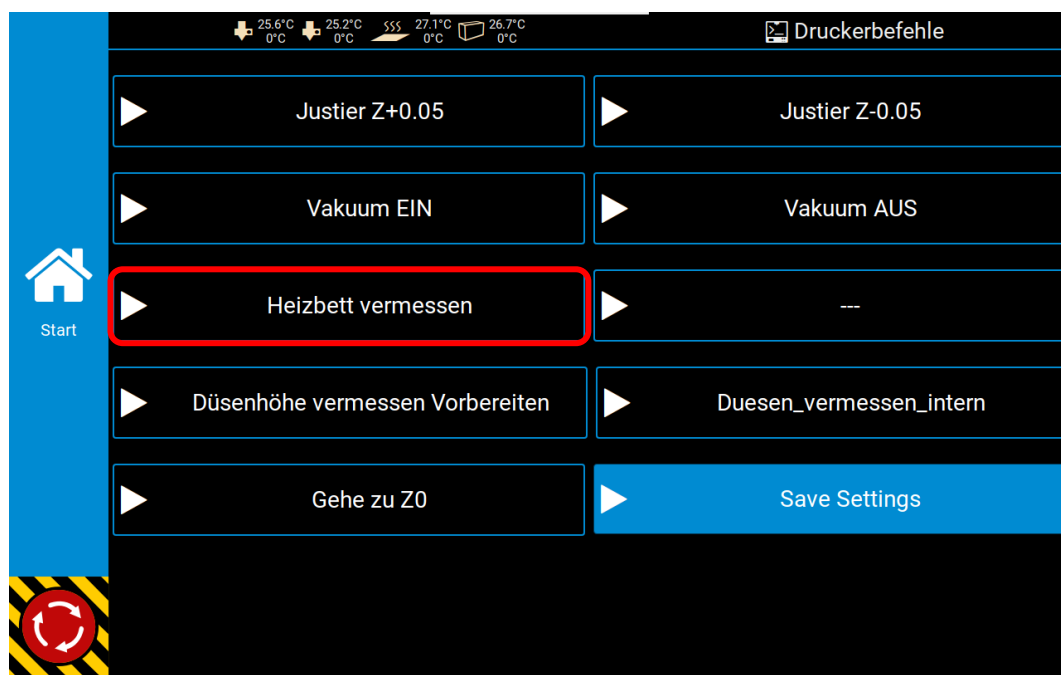 25.6°C 25.2°C 27.1°C 26.7°C
0°C 0°C 0°C 0°C
Druckerbefehle
Justier Z+0.05
Justier Z-0.05
Vakuum EIN
Vakuum AUS
Heizbett vermessen
---
Start
Düsenhöhe vermessen Vorbereiten
Duesen_vermessen_intern
Gehe zu Z0
Save Settings